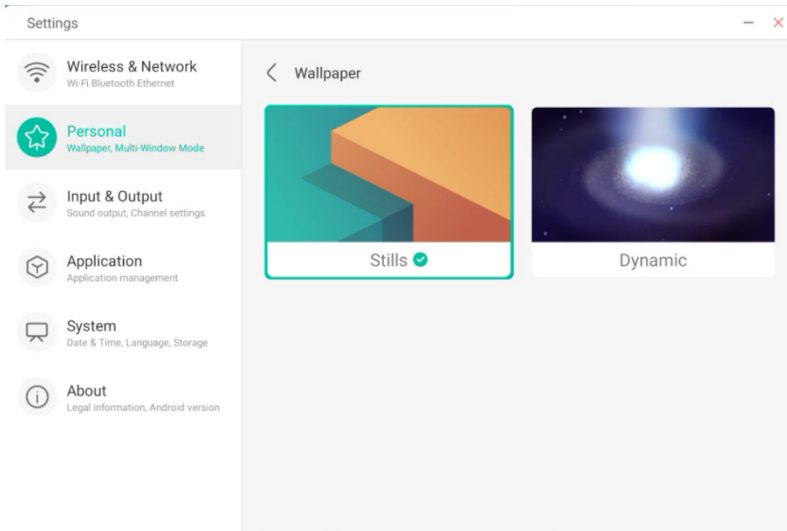 Settings
Wireless & Network
Wi-Fi Bluetooth Ethernet
Personal
Wallpaper, Multi-Window Mode
Input & Output
Sound output, Channel settings
Application
Application management
System
Date & Time, Language, Storage
About
Legal information, Android version
Wallpaper
Stills
Dynamic